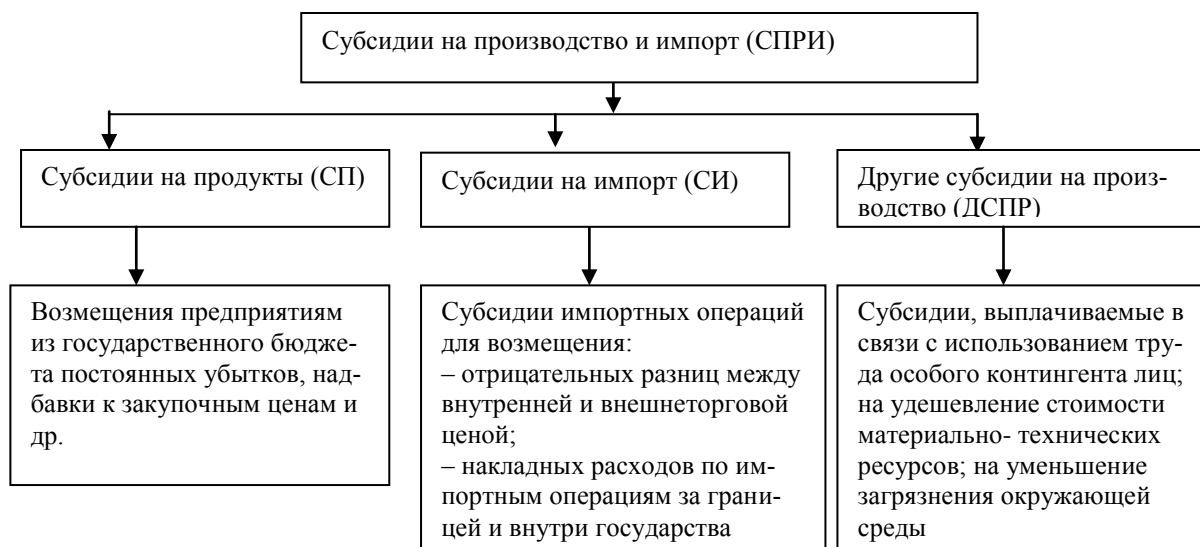 Субсидии на производство и импорт (СПРИ)
Субсидии на продукты (СП)
Субсидии на импорт (СИ)
Другие субсидии на произ-
водство (ДСПР)
Возмещения предприятиям
из государственного бюдже-
та постоянных убытков, над-
бавки к закупочным ценам и
др.
Субсидии импортных операций
для возмещения:
– отрицательных разниц между
внутренней и внешнеторговой
ценой;
– накладных расходов по им-
портным операциям за грани-
цей и внутри государства
Субсидии, выплачиваемые в
связи с использованием тру-
да особого контингента лиц;
на удешевление стоимости
материально- технических
ресурсов; на уменьшение
загрязнения окружающей
среды